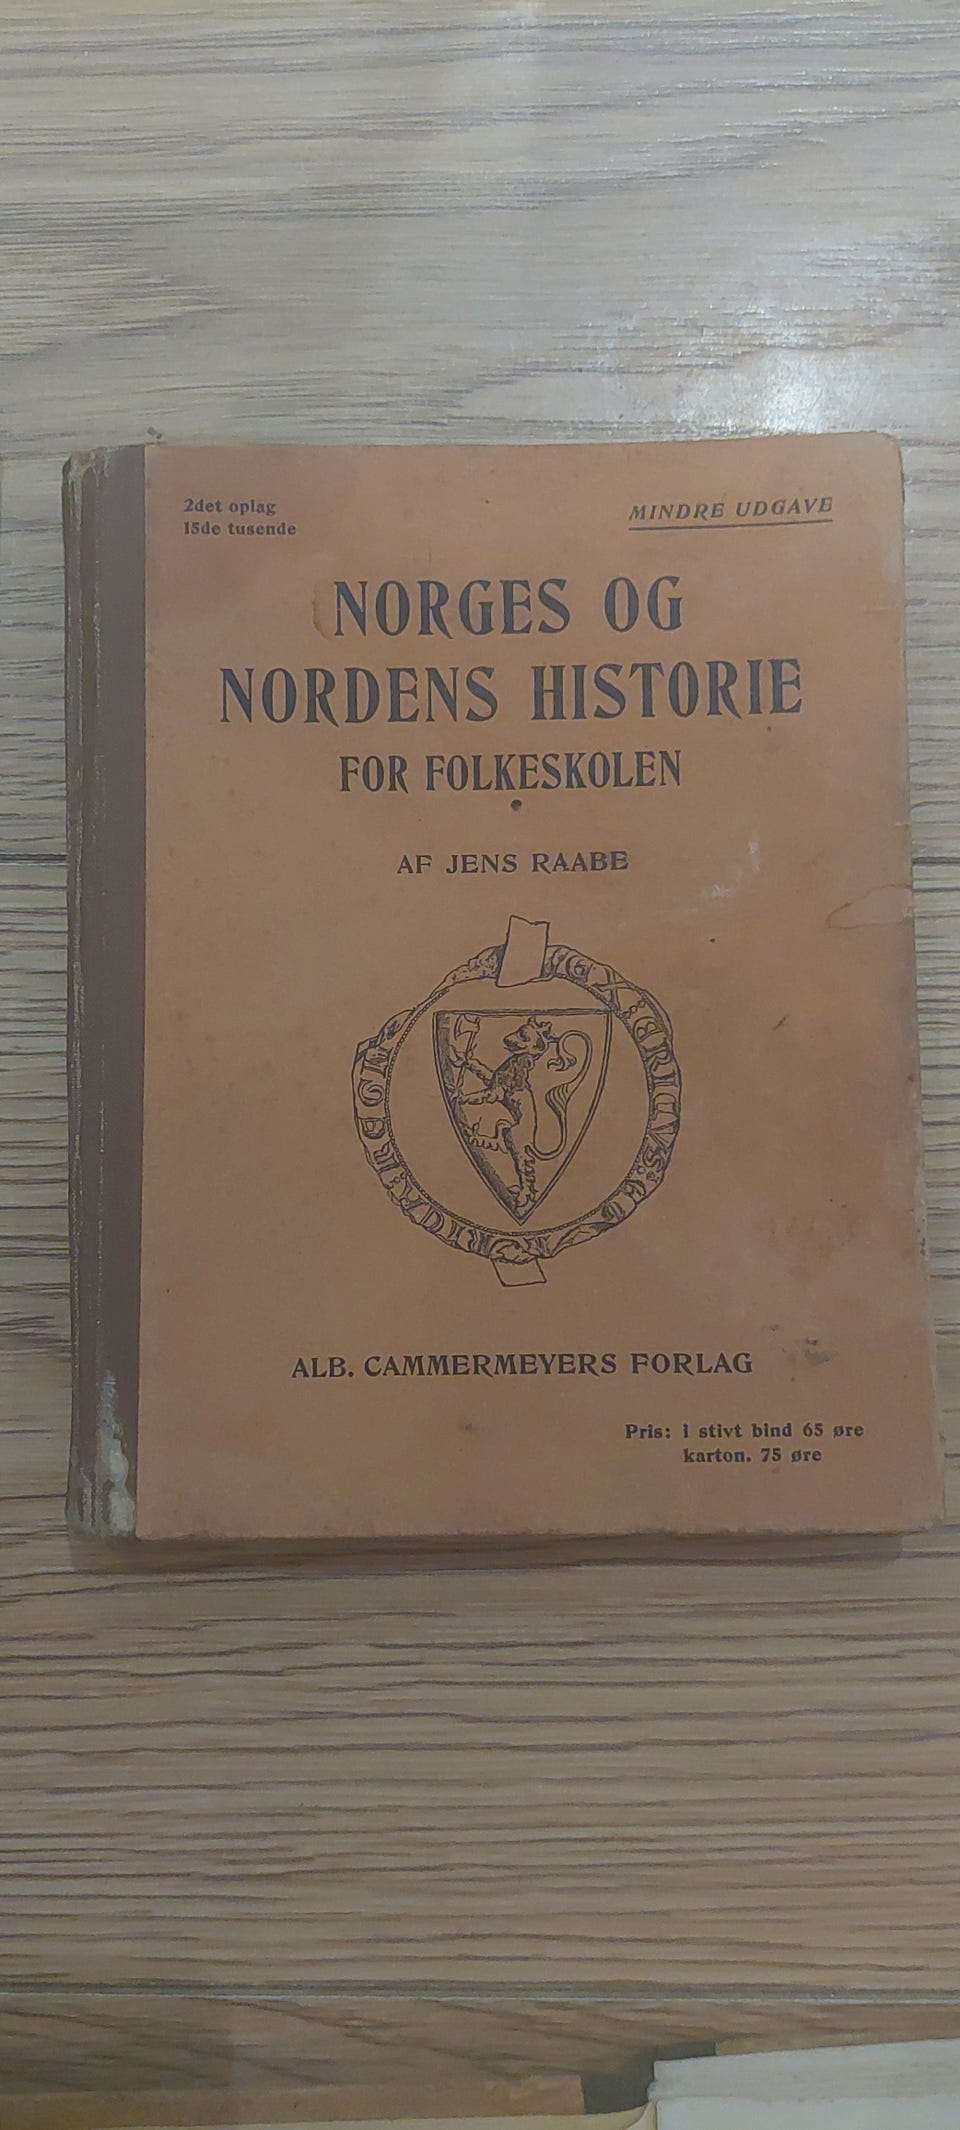 2det oplag
15de tusende
MINDRE UDGAVE
NORGES OG
NORDENS HISTORIE
FOR FOLKESKOLEN
AF JENS RAABE
ALB. CAMMERMEYERS FORLAG
Pris: i stivt bind 65 øre
karton. 75 øre